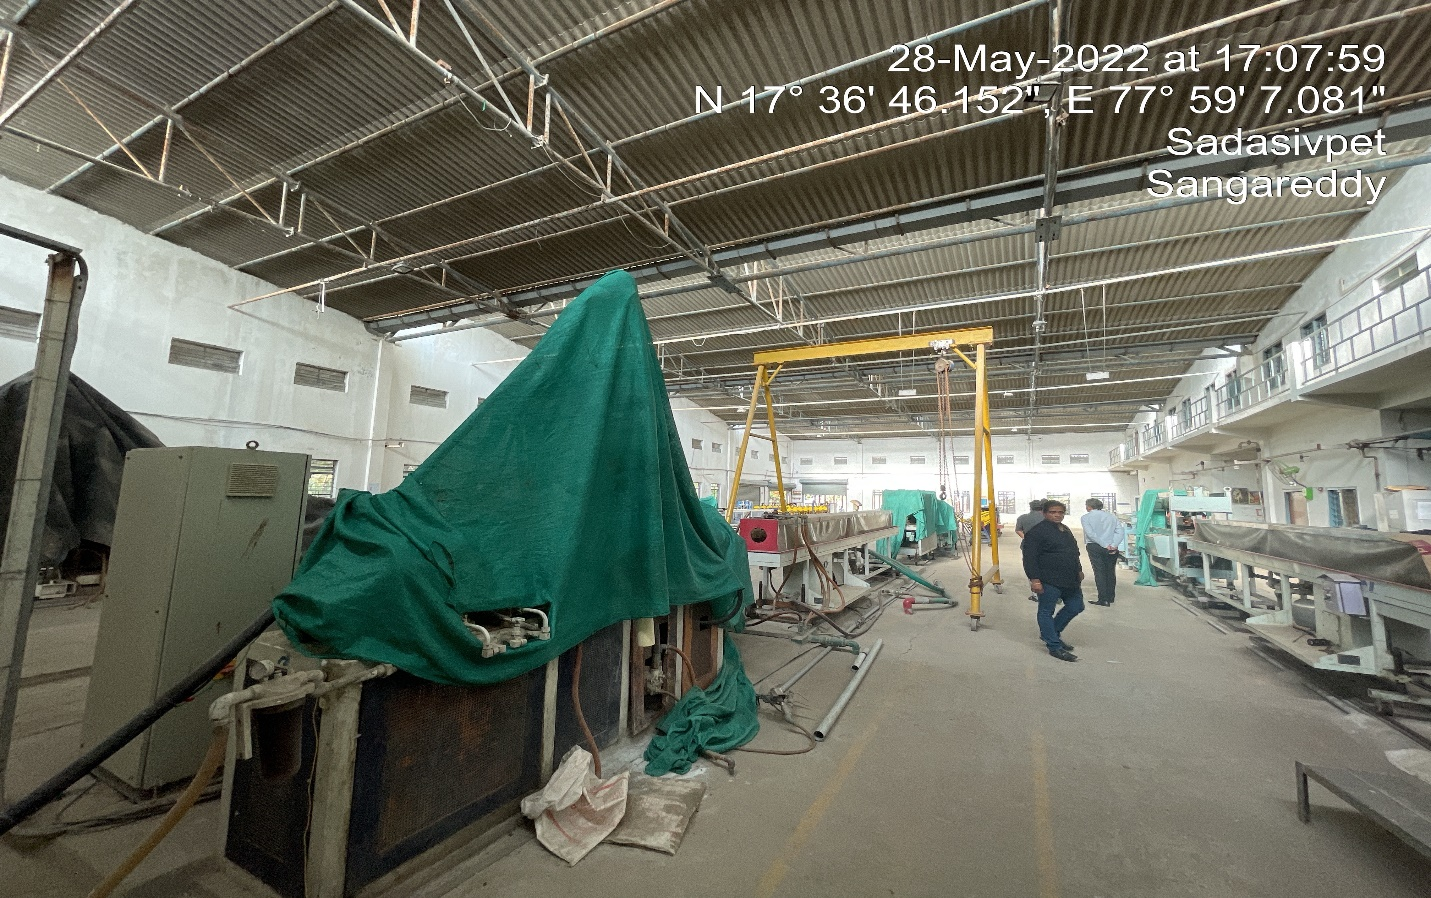 28-May-2022 at 17:07:59
N 17° 36' 46.152", E 77° 59' 7.081"
Sadasivpet
Sangareddy